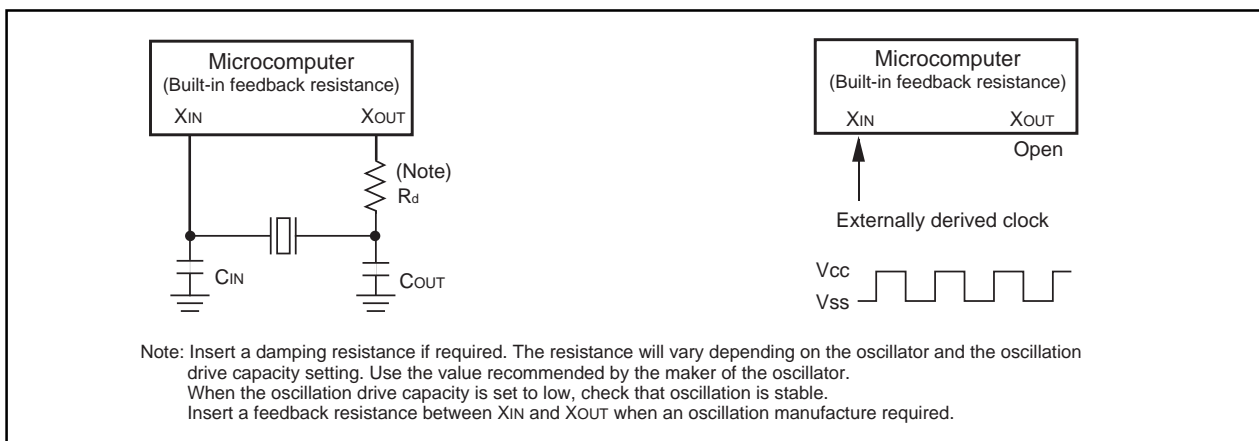 Microcomputer
(Built-in feedback resistance)
XIN XOUT
(Note)
Rd
CIN
COUT
Microcomputer
(Built-in feedback resistance)
XIN XOUT
Open
Externally derived clock
Vcc
Vss
Note: Insert a damping resistance if required. The resistance will vary depending on the oscillator and the oscillation
drive capacity setting. Use the value recommended by the maker of the oscillator.
When the oscillation drive capacity is set to low, check that oscillation is stable.
Insert a feedback resistance between XIN and XOUT when an oscillation manufacture required.